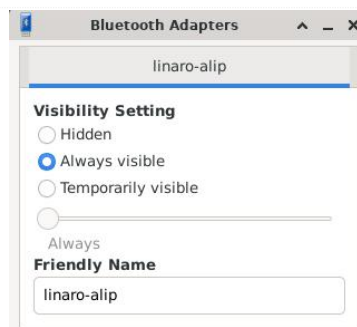 Bluetooth Adapters
linaro-alip
Visibility Setting
Hidden
Always visible
Temporarily visible
Always
Friendly Name
linaro-alip